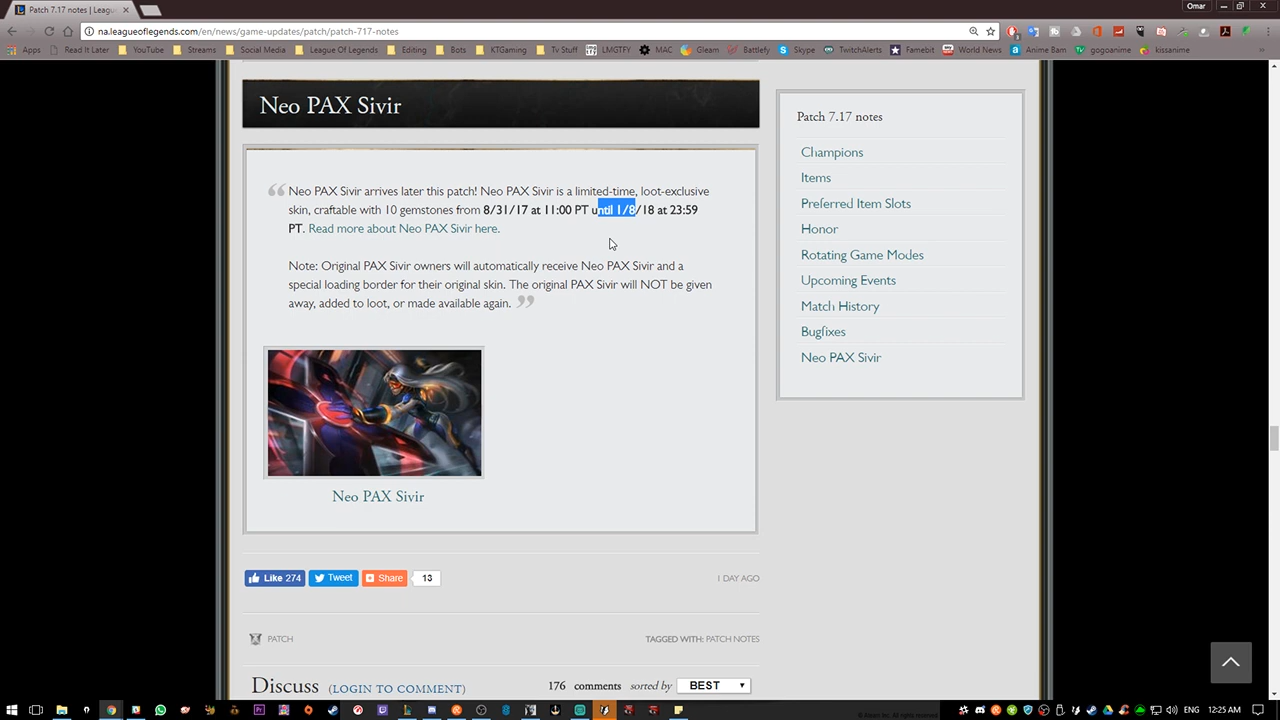 Patch 7.17 notes | Leagu
Omar
na.leagueoflegends.com/en/news/game-updates/patch/patch-717-notes
Apps Read It Later YouTube Streams Social Media League Of Legends Editing Bots KTGaming Tv Stuff LMGTFY MAC Gleam Battlefy Skype TwitchAlerts Famebit World News Anime Bam gogoanime kissanime »
Neo PAX Sivir
Neo PAX Sivir arrives later this patch! Neo PAX Sivir is a limited-time, loot-exclusive
skin, craftable with 10 gemstones from 8/31/17 at 11:00 PT until 1/8/18 at 23:59
PT. Read more about Neo PAX Sivir here.
Note: Original PAX Sivir owners will automatically receive Neo PAX Sivir and a
special loading border for their original skin. The original PAX Sivir will NOT be given
away, added to loot, or made available again.
Neo PAX Sivir
Like 274 Tweet Share 13
1 DAY AGO
PATCH
TAGGED WITH: PATCH NOTES
Discuss (LOGIN TO COMMENT)
176 comments sorted by BEST
Patch 7.17 notes
Champions
Items
Preferred Item Slots
Honor
Rotating Game Modes
Upcoming Events
Match History
Bugfixes
Neo PAX Sivir
ENG 12:25 AM